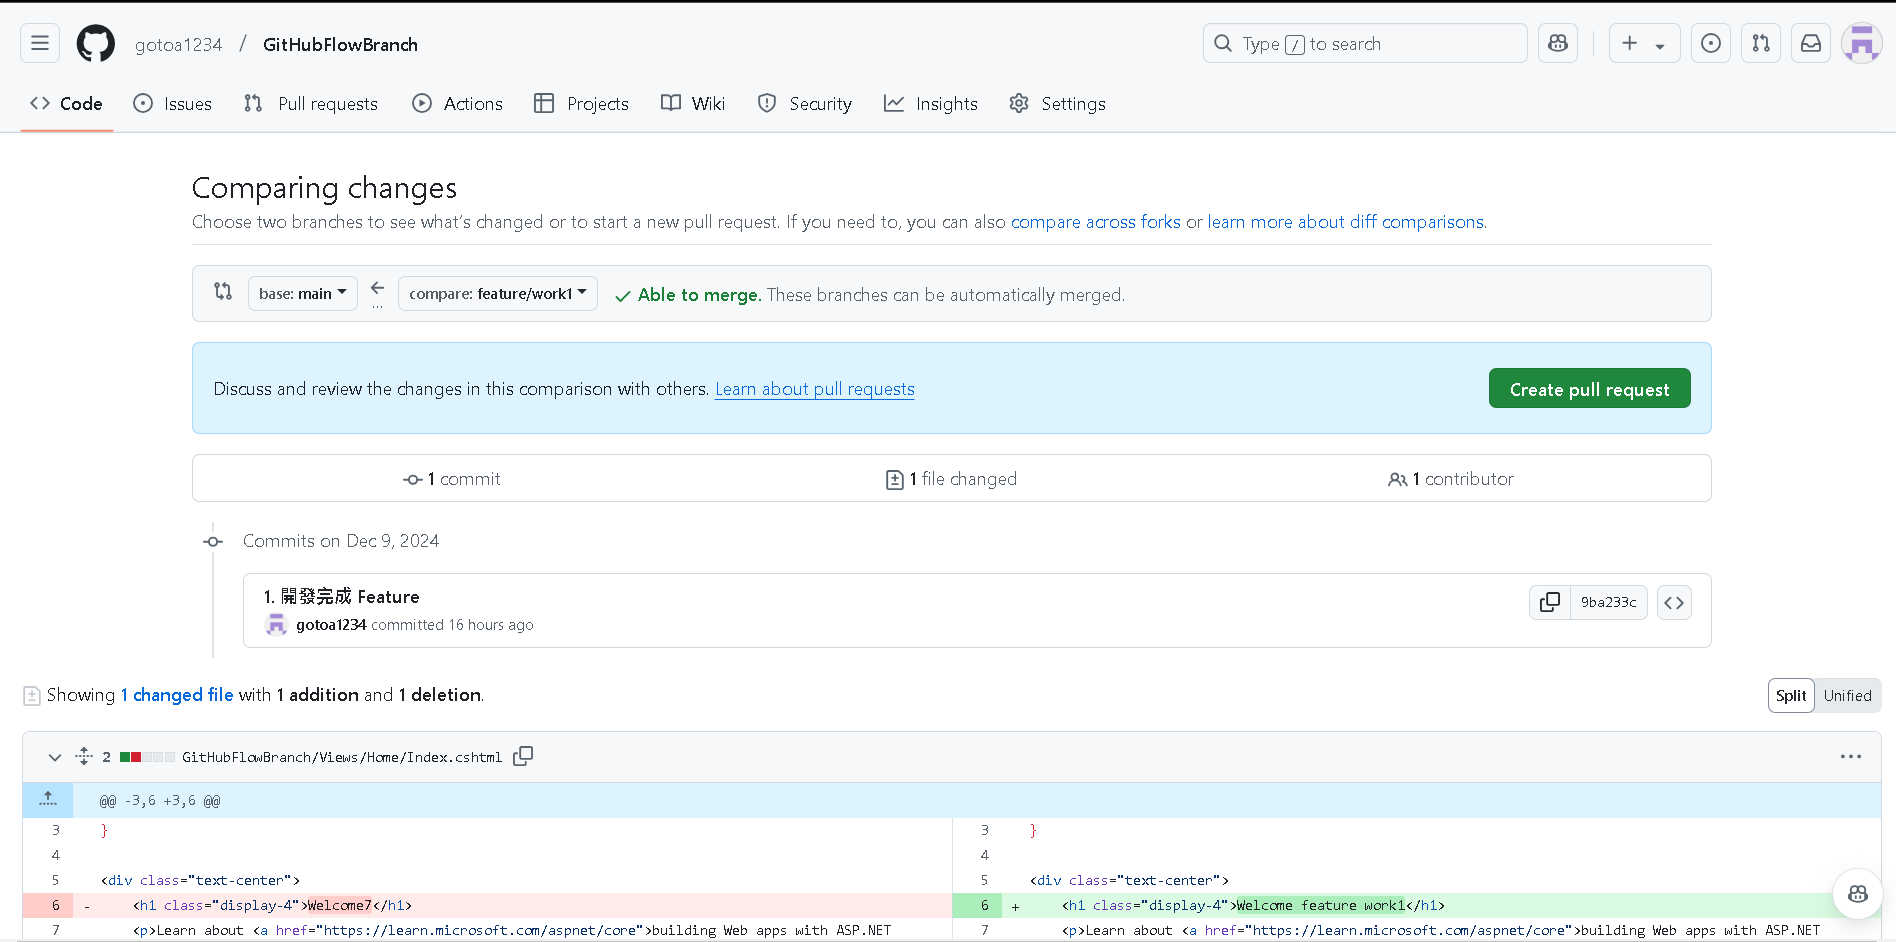 gotoa1234 / GitHubFlowBranch
Type / to search
Code Issues Pull requests Actions Projects Wiki Security Insights Settings
Comparing changes
Choose two branches to see what's changed or to start a new pull request. If you need to, you can also compare across forks or learn more about diff comparisons.
base: main ... compare: feature/work1 Able to merge. These branches can be automatically merged.
Discuss and review the changes in this comparison with others. Learn about pull requests
Create pull request
1 commit 1 file changed 1 contributor
Commits on Dec 9, 2024
1. 開發完成 Feature
gotoa1234 committed 16 hours ago
9ba233c
Showing 1 changed file with 1 addition and 1 deletion.
Split Unified
2 GitHubFlowBranch/Views/Home/Index.cshtml
@@ -3,6 +3,6 @@
3 } 3 }
4 4
5 <div class="text-center"> 5 <div class="text-center">
6 - <h1 class="display-4">Welcome7</h1> 6 + <h1 class="display-4">Welcome feature work1</h1>
7 <p>Learn about <a href="https://learn.microsoft.com/aspnet/core">building Web apps with ASP.NET 7 <p>Learn about <a href="https://learn.microsoft.com/aspnet/core">building Web apps with ASP.NET